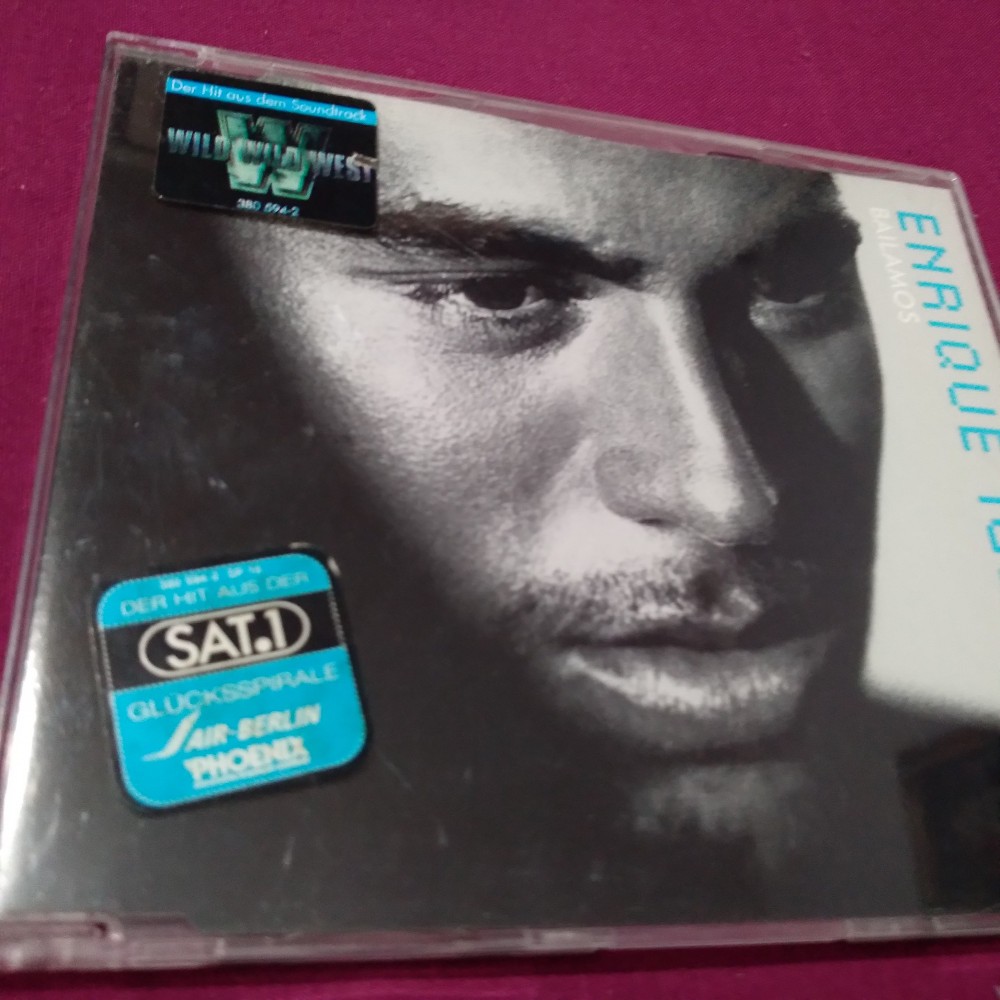 Der Hit aus dem Soundtrack
WILD WILD WEST
380 594-2
ENRIQUE
BAILAMOS
DER HIT AUS DER
SAT.1
GLÜCKSSPIRALE
AIR-BERLIN
PHOENIX